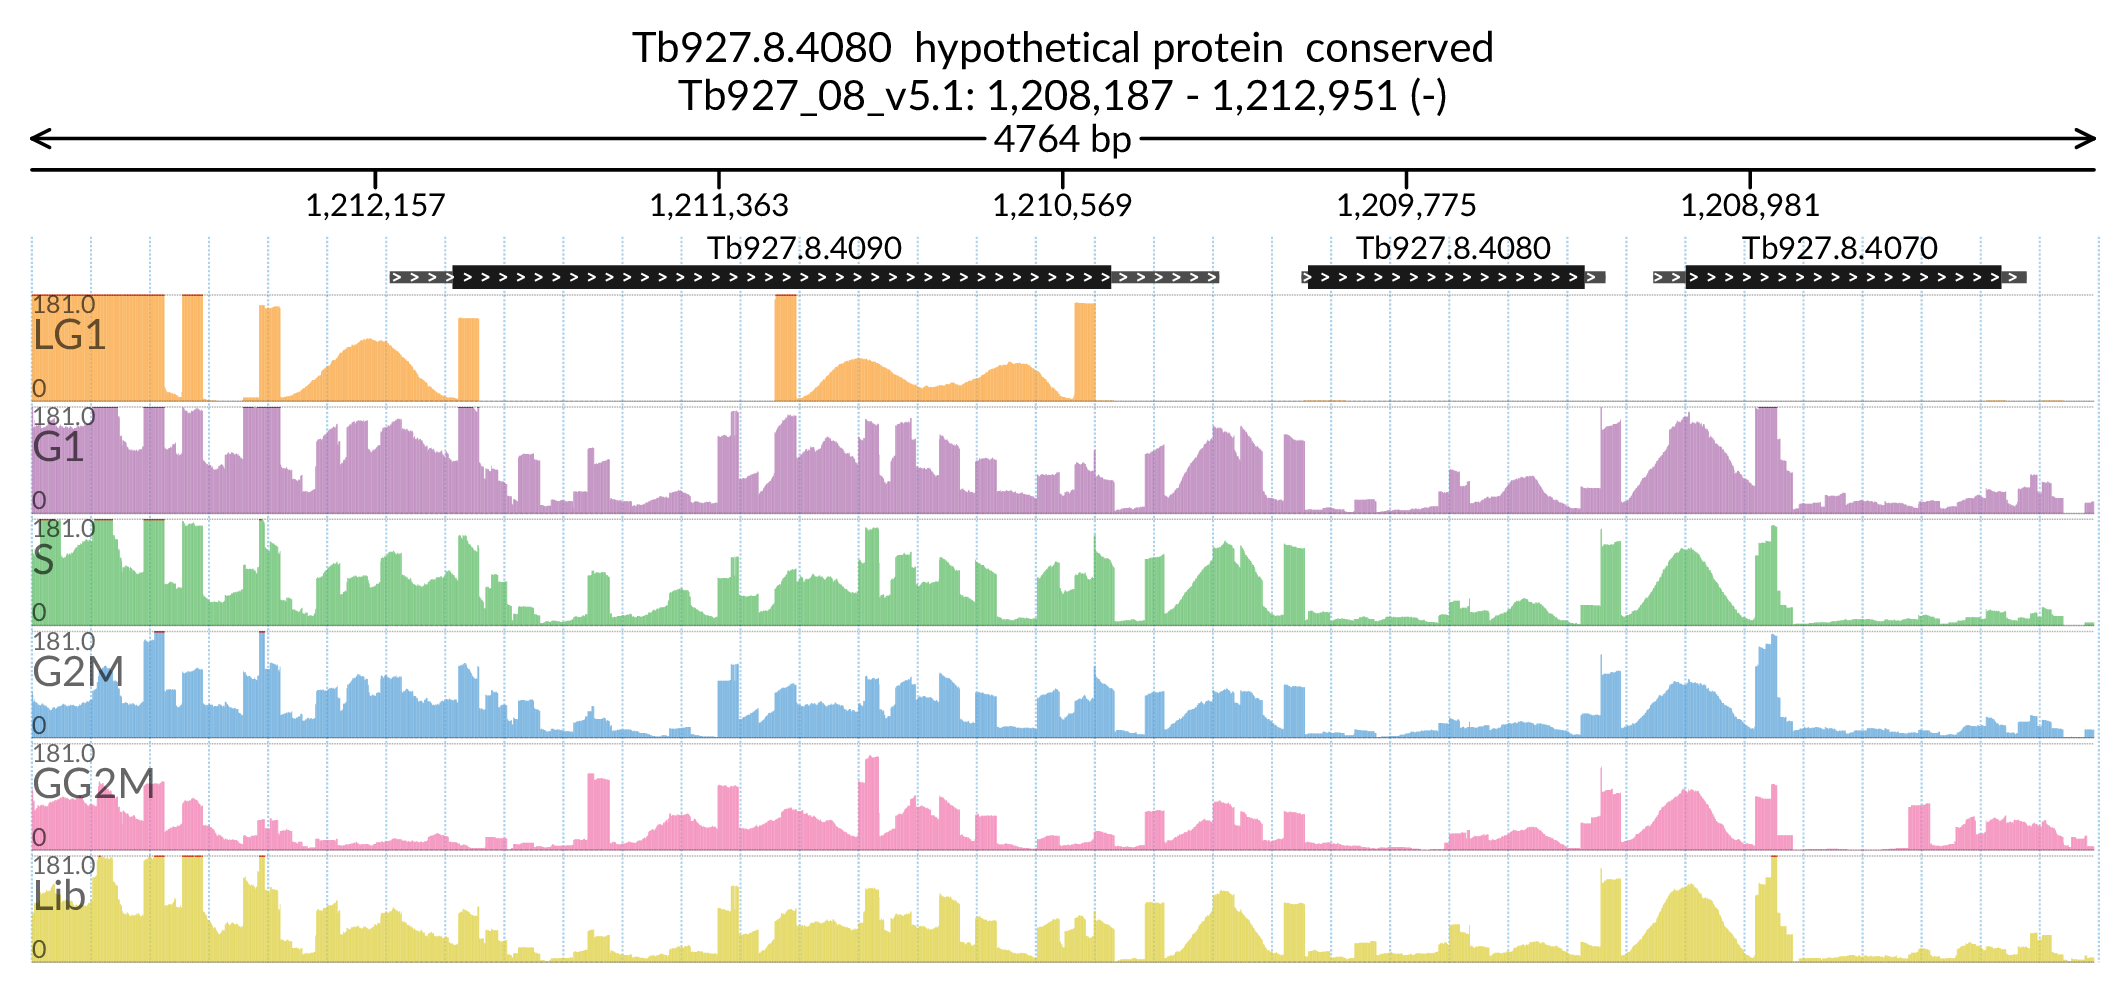 Tb927.8.4080  hypothetical protein  conserved
Tb927_08_v5.1: 1,208,187 - 1,212,951 (-)
4764 bp
1,212,157 1,211,363 1,210,569 1,209,775 1,208,981
Tb927.8.4090 Tb927.8.4080 Tb927.8.4070
181.0
LG1
0
181.0
G1
0
181.0
S
0
181.0
G2M
0
181.0
GG2M
0
181.0
Lib
0